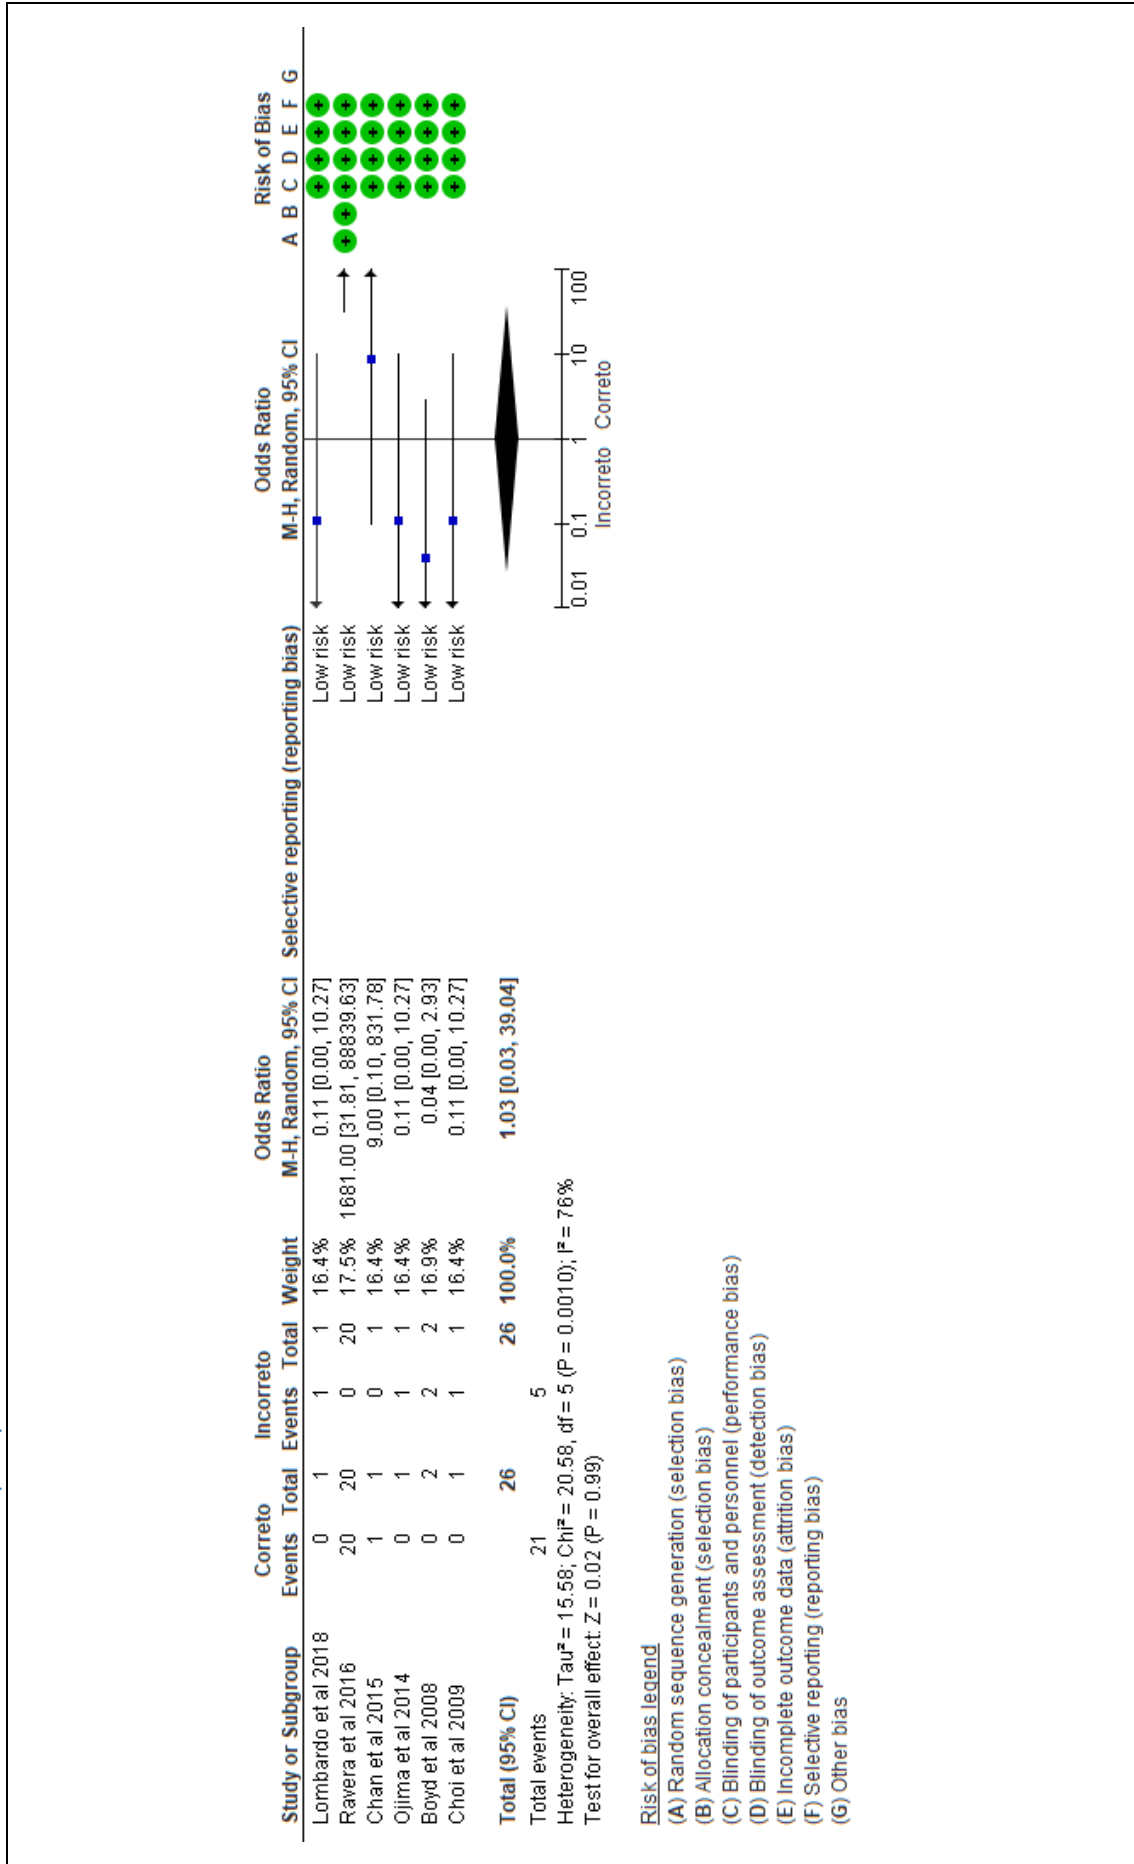 Correto Incorreto Odds Ratio Odds Ratio Risk of Bias
Study or Subgroup Events Total Events Total Weight M-H, Random, 95% CI Selective reporting (reporting bias) M-H, Random, 95% CI A B C D E F G
Lombardo et al 2018 0 1 1 1 16.4% 0.11 [0.00, 10.27] Low risk + + + +
Ravera et al 2016 20 20 0 20 17.5% 1681.00 [31.81, 88839.63] Low risk + + + + + +
Chan et al 2015 1 1 0 1 16.4% 9.00 [0.10, 831.78] Low risk + + + +
Ojima et al 2014 0 1 1 1 16.4% 0.11 [0.00, 10.27] Low risk + + + +
Boyd et al 2008 0 2 2 2 16.9% 0.04 [0.00, 2.93] Low risk + + + +
Choi et al 2009 0 1 1 1 16.4% 0.11 [0.00, 10.27] Low risk + + + +
Total (95% CI) 26 26 100.0% 1.03 [0.03, 39.04]
Total events 21 5
Heterogeneity: Tau² = 15.58; Chi² = 20.58, df = 5 (P = 0.0010); I² = 76%
Test for overall effect: Z = 0.02 (P = 0.99)
0.01 0.1 1 10 100
Incorreto Correto
Risk of bias legend
(A) Random sequence generation (selection bias)
(B) Allocation concealment (selection bias)
(C) Blinding of participants and personnel (performance bias)
(D) Blinding of outcome assessment (detection bias)
(E) Incomplete outcome data (attrition bias)
(F) Selective reporting (reporting bias)
(G) Other bias